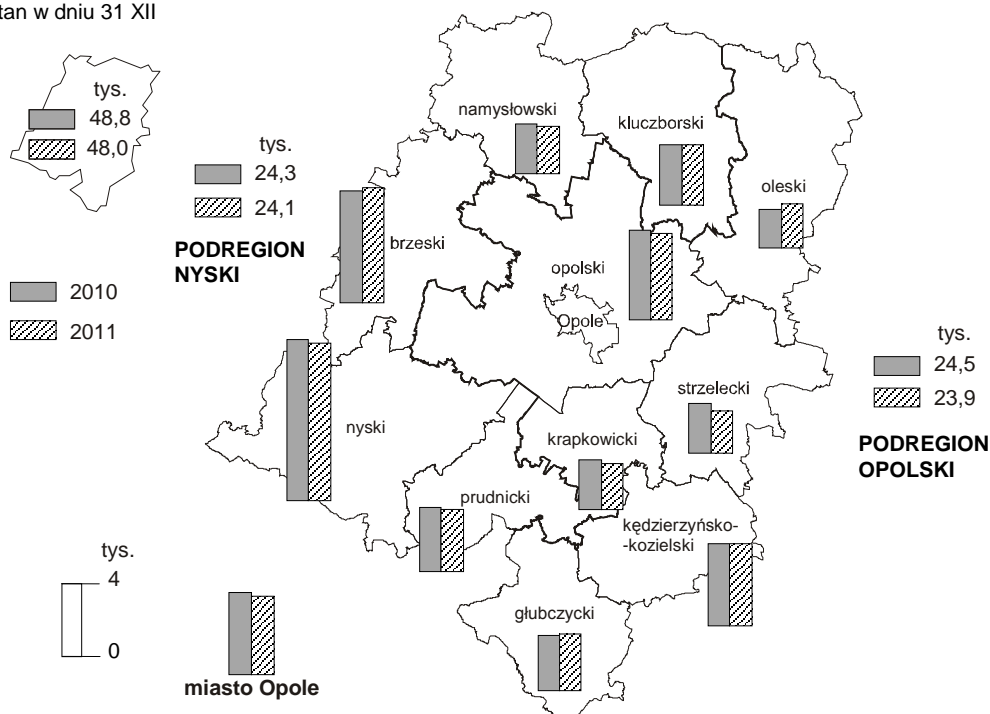 tan w dniu 31 XII
tys.
48,8
48,0
tys.
24,3
24,1
PODREGION
NYSKI
2010
2011
namysłowski
kluczborski
oleski
brzeski
opolski
Opole
tys.
24,5
23,9
PODREGION
OPOLSKI
strzelecki
nyski
krapkowicki
prudnicki
kędzierzyńsko-
-kozielski
głubczycki
tys.
4
0
miasto Opole